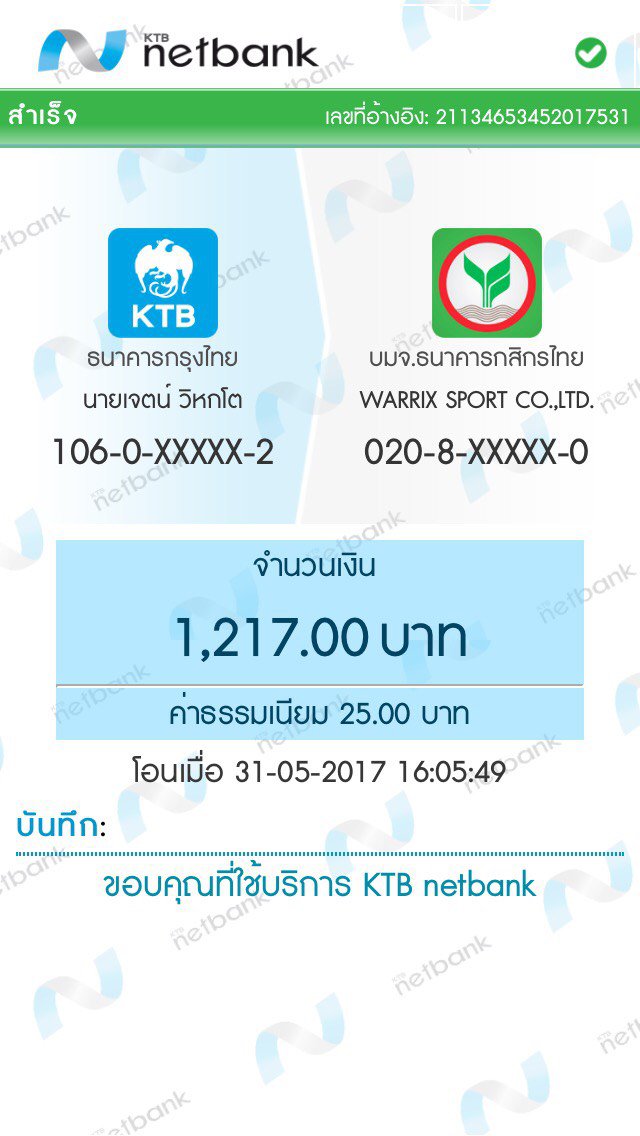 KTB
netbank
สำเร็จ
เลขที่อ้างอิง: 21134653452017531
KTB
ธนาคารกรุงไทย
นายเจตน์ วิหกโต
106-0-XXXXX-2
บมจ.ธนาคารกสิกรไทย
WARRIX SPORT CO.,LTD.
020-8-XXXXX-0
จำนวนเงิน
1,217.00 บาท
ค่าธรรมเนียม 25.00 บาท
โอนเมื่อ 31-05-2017 16:05:49
บันทึก:
ขอบคุณที่ใช้บริการ KTB netbank